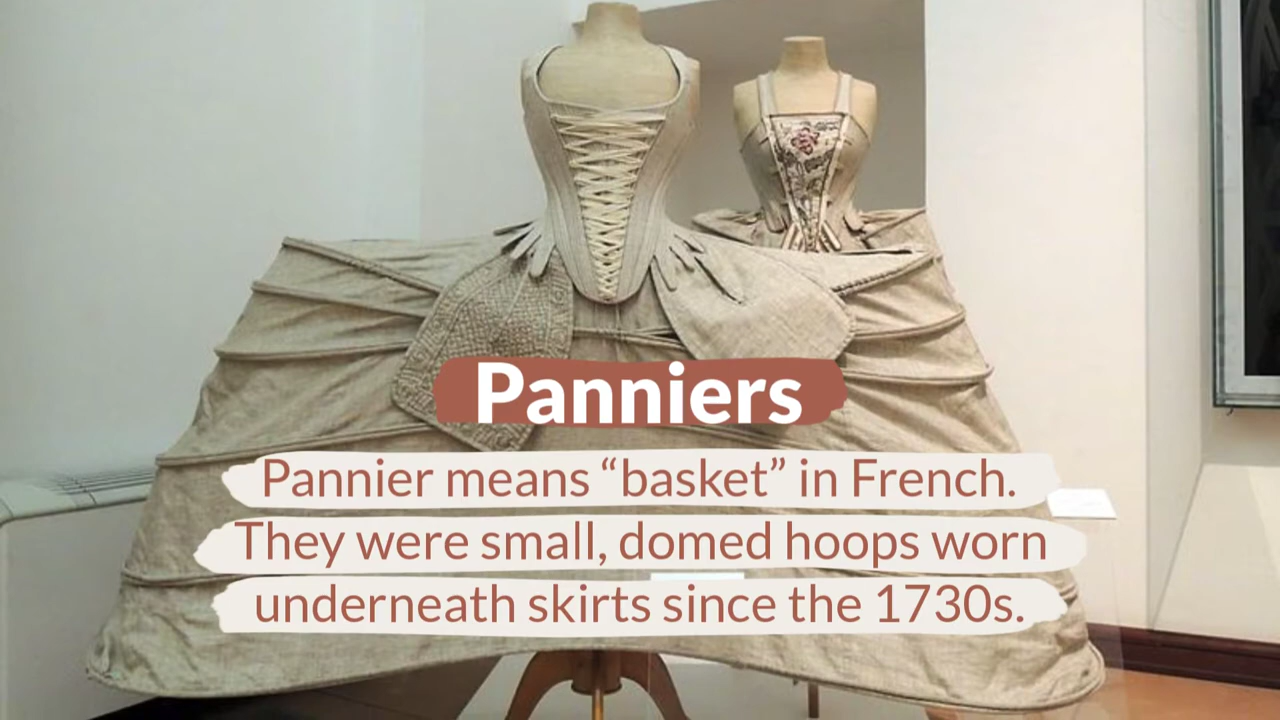 Panniers
Pannier means “basket” in French.
They were small, domed hoops worn
underneath skirts since the 1730s.